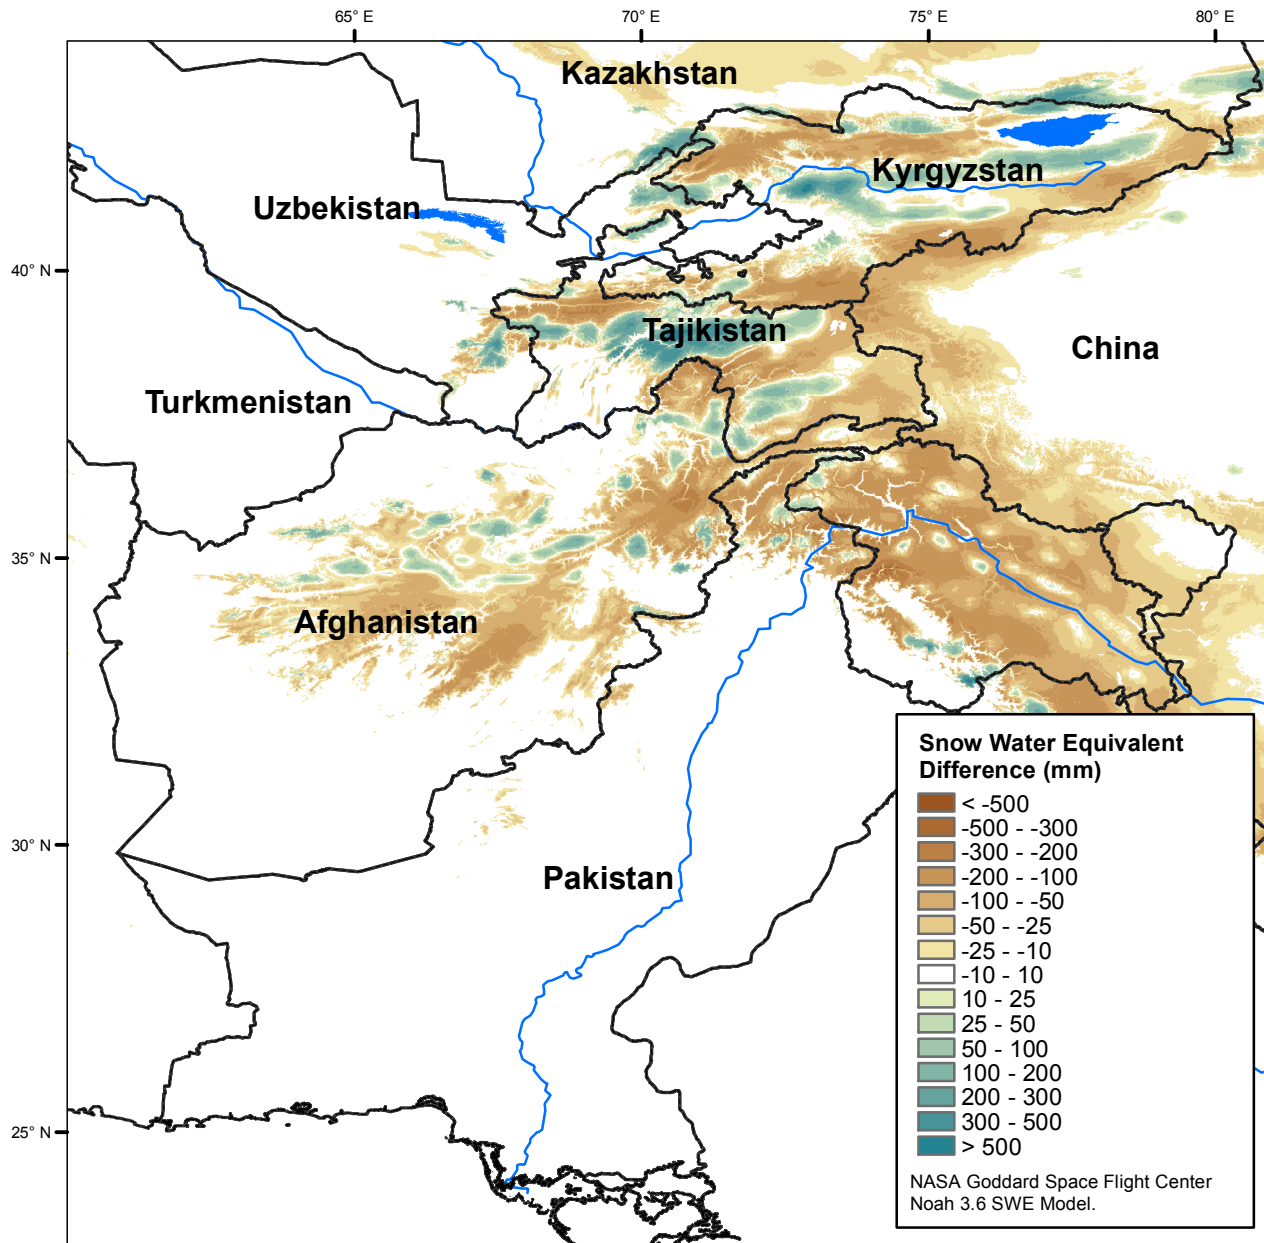 65° E
70° E
75° E
80° E
Kazakhstan
Kyrgyzstan
Uzbekistan
40° N
Tajikistan
China
Turkmenistan
35° N
Afghanistan
30° N
Pakistan
25° N
Snow Water Equivalent
Difference (mm)
< -500
-500 - -300
-300 - -200
-200 - -100
-100 - -50
-50 - -25
-25 - -10
-10 - 10
10 - 25
25 - 50
50 - 100
100 - 200
200 - 300
300 - 500
> 500
NASA Goddard Space Flight Center
Noah 3.6 SWE Model.